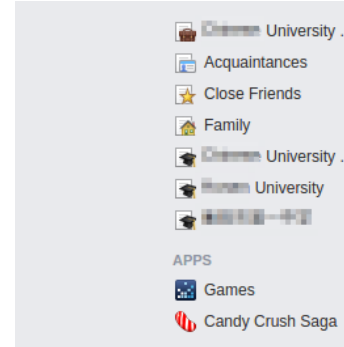 University .
Acquaintances
Close Friends
Family
University .
University
APPS
Games
Candy Crush Saga